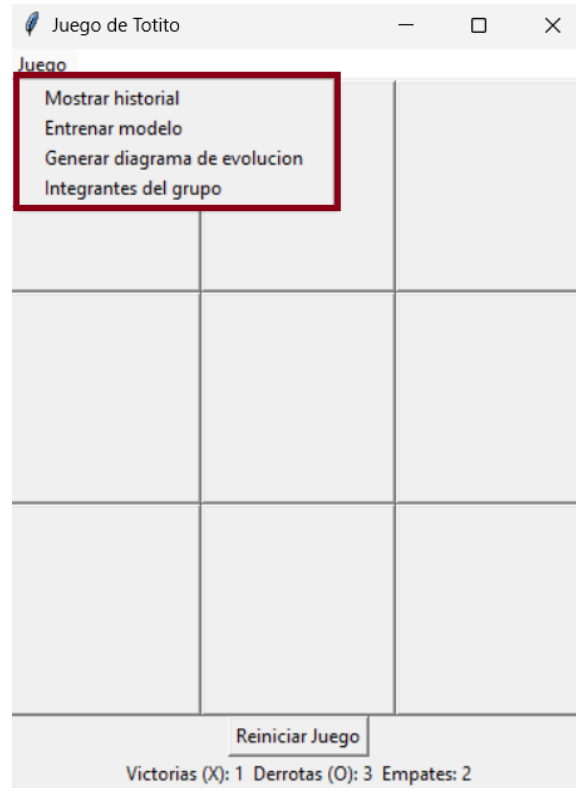 Juego de Totito
Juego
Mostrar historial
Entrenar modelo
Generar diagrama de evolucion
Integrantes del grupo
Reiniciar Juego
Victorias (X): 1 Derrotas (O): 3 Empates: 2